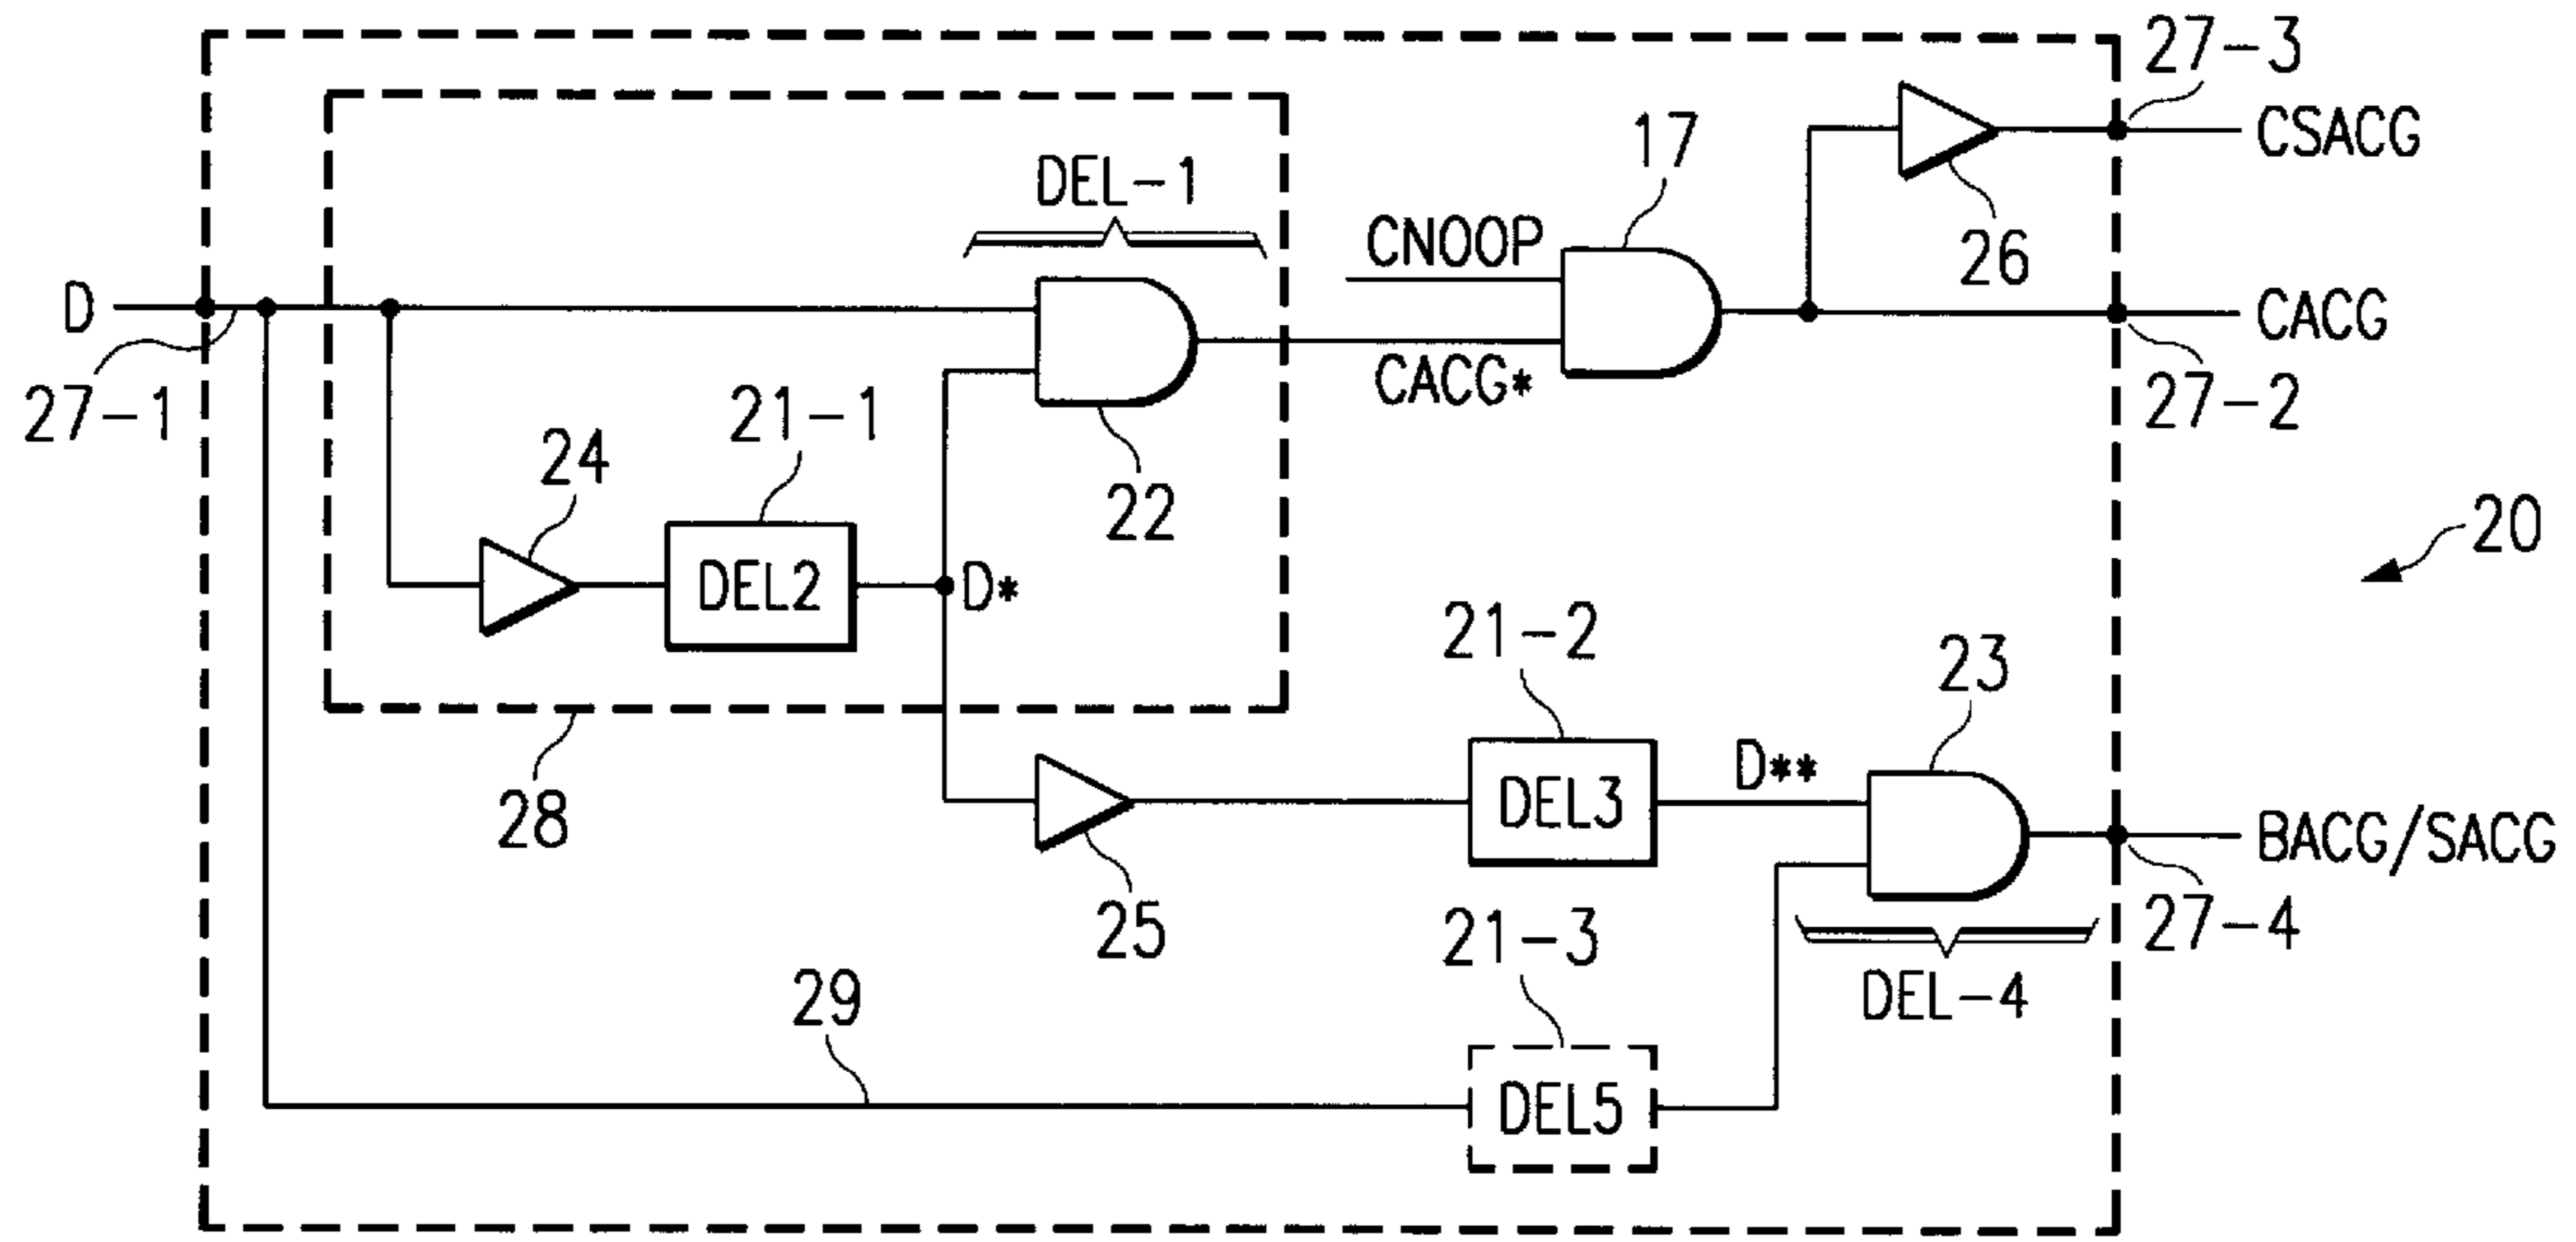 27-3
CSACG
17
DEL-1
CNOOP
26
D
CACG
CACG*
27-1
21-1
27-2
24
22
20
DEL2
D*
21-2
23
28
D**
DEL3
BACG/SACG
25
21-3
27-4
29
DEL-4
DEL5